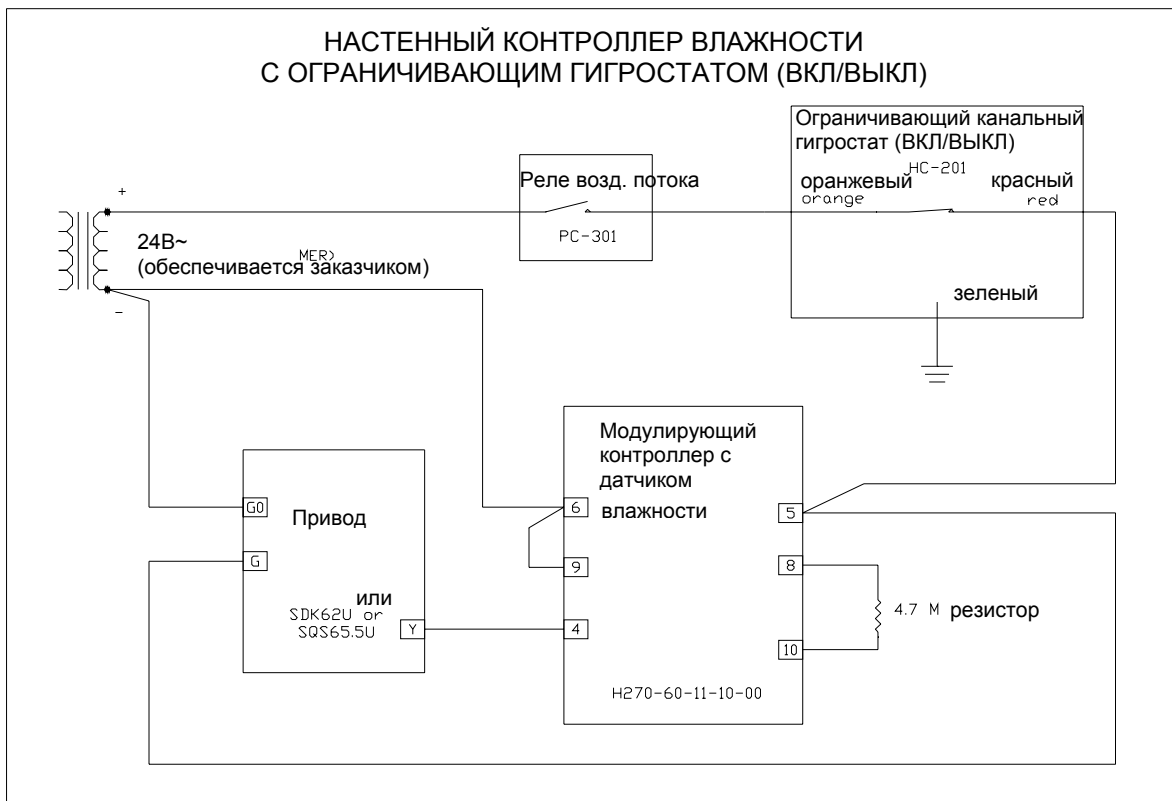 НАСТЕННЫЙ КОНТРОЛЛЕР ВЛАЖНОСТИ
С ОГРАНИЧИВАЮЩИМ ГИГРОСТАТОМ (ВКЛ/ВЫКЛ)
Ограничивающий канальный
гигростат (ВКЛ/ВЫКЛ)
HC-201
оранжевый
orange
красный
red
зеленый
Реле возд. потока
PC-301
+
24В~
MER)
(обеспечивается заказчиком)
–
G0
Привод
G
или
SDK62U or
SQS65.5U
Y
Модулирующий
контроллер с
датчиком
влажности
6
5
9
8
4
10
H270-60-11-10-00
4.7 M резистор